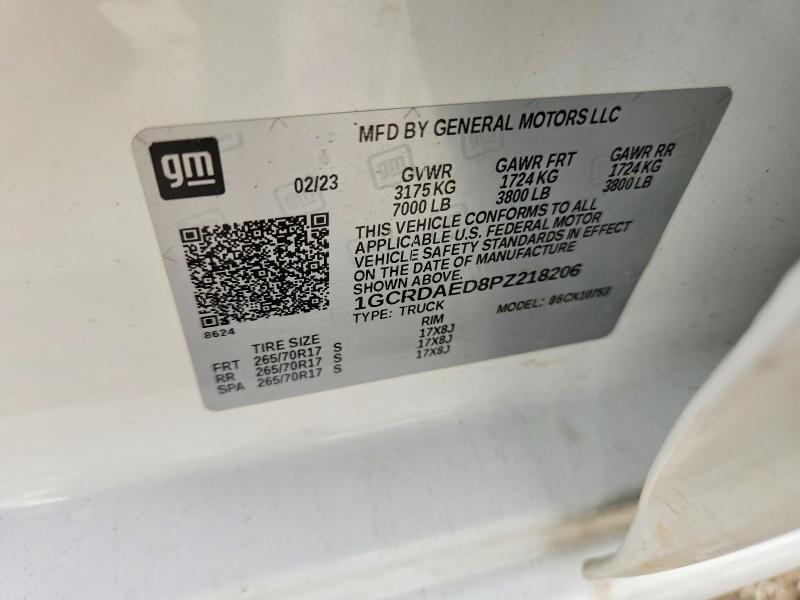 MFD BY GENERAL MOTORS LLC
gm
02/23
GVWR GAWR FRT GAWR RR
3175 KG 1724 KG 1724 KG
7000 LB 3800 LB 3800 LB
THIS VEHICLE CONFORMS TO ALL
APPLICABLE U.S. FEDERAL MOTOR
VEHICLE SAFETY STANDARDS IN EFFECT
ON THE DATE OF MANUFACTURE
SHOWN ABOVE.
1GCRDAED8PZ218206
TYPE: TRUCK MODEL: 86CK10753
8624
TIRE SIZE RIM
FRT 265/70R17 S 17X8J
RR 265/70R17 S 17X8J
SPA 265/70R17 S 17X8J